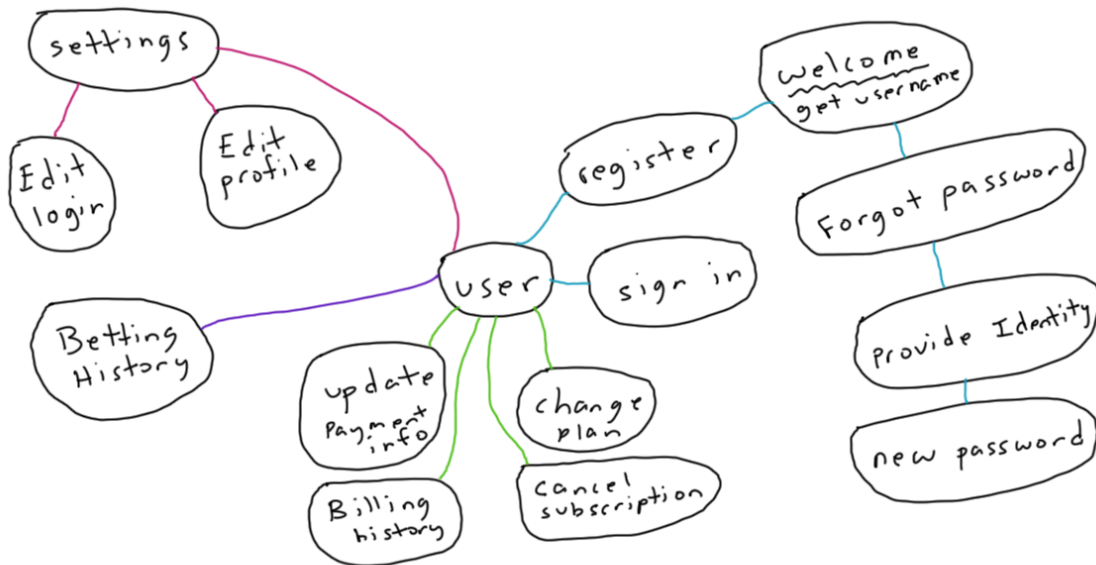 settings
Edit
login
Edit
profile
welcome
get username
register
Forgot password
user
sign in
Provide Identity
new password
Betting
History
update
payment
info
change
plan
Billing
history
cancel
subscription